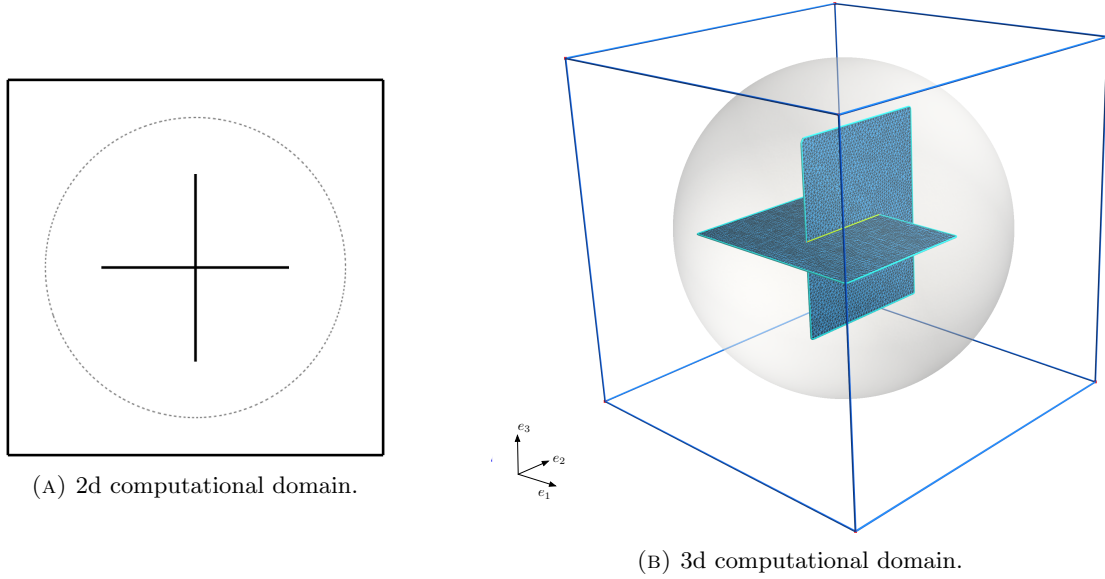 (A) 2d computational domain.
e₃
e₂
e₁
(B) 3d computational domain.